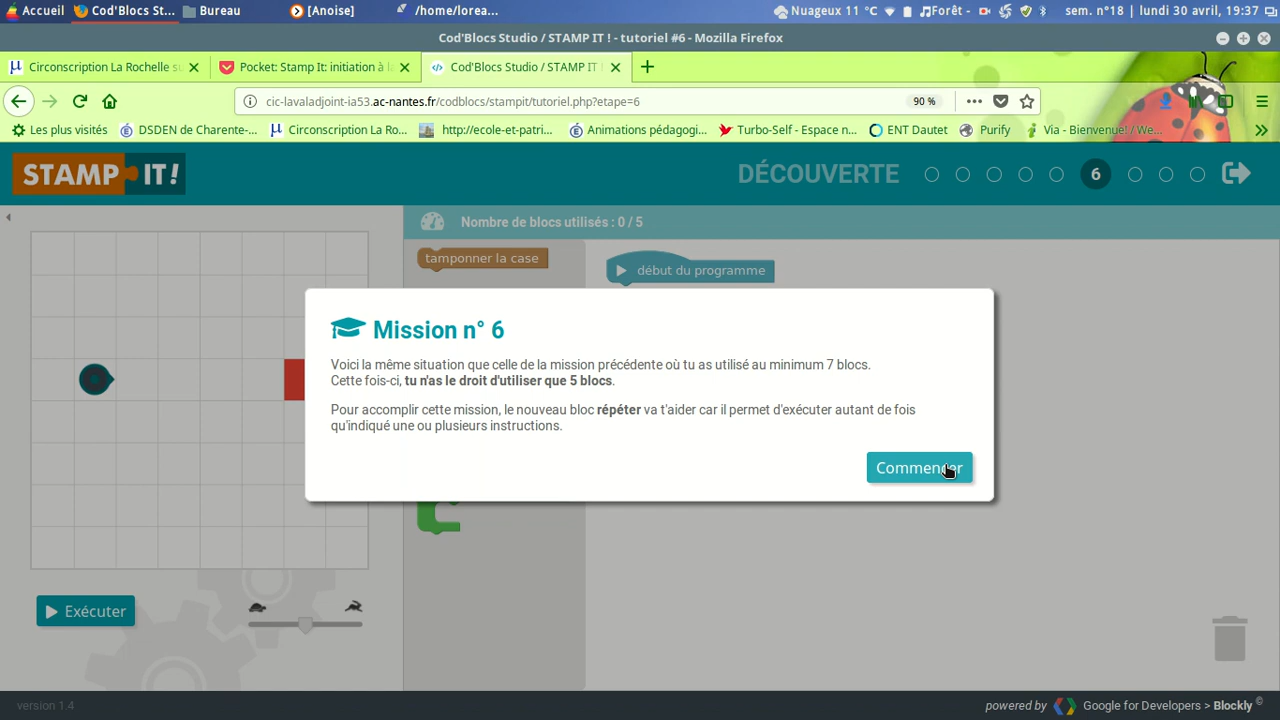 Accueil Cod'Blocs St... Bureau [Anoise] /home/lorea... Nuageux 11 °C Forêt - sem. n°18 | lundi 30 avril, 19:37
Cod'Blocs Studio / STAMP IT ! - tutoriel #6 - Mozilla Firefox
Circonscription La Rochelle s Pocket: Stamp It: initiation à l Cod'Blocs Studio / STAMP IT !
cic-lavaladjoint-ia53.ac-nantes.fr/codblocs/stampit/tutoriel.php?etape=6 90 %
Les plus visités DSDEN de Charente-... Circonscription La Ro... http://ecole-et-patri... Animations pédagogi... Turbo-Self - Espace n... ENT Dautet Purify Via - Bienvenue! / We...
STAMP IT! DÉCOUVERTE 6
Nombre de blocs utilisés : 0 / 5
tamponner la case
début du programme
Mission n° 6
Voici la même situation que celle de la mission précédente où tu as utilisé au minimum 7 blocs.
Cette fois-ci, tu n'as le droit d'utiliser que 5 blocs.
Pour accomplir cette mission, le nouveau bloc répéter va t'aider car il permet d'exécuter autant de fois
qu'indiqué une ou plusieurs instructions.
Commencer
Exécuter
version 1.4 powered by Google for Developers > Blockly ©